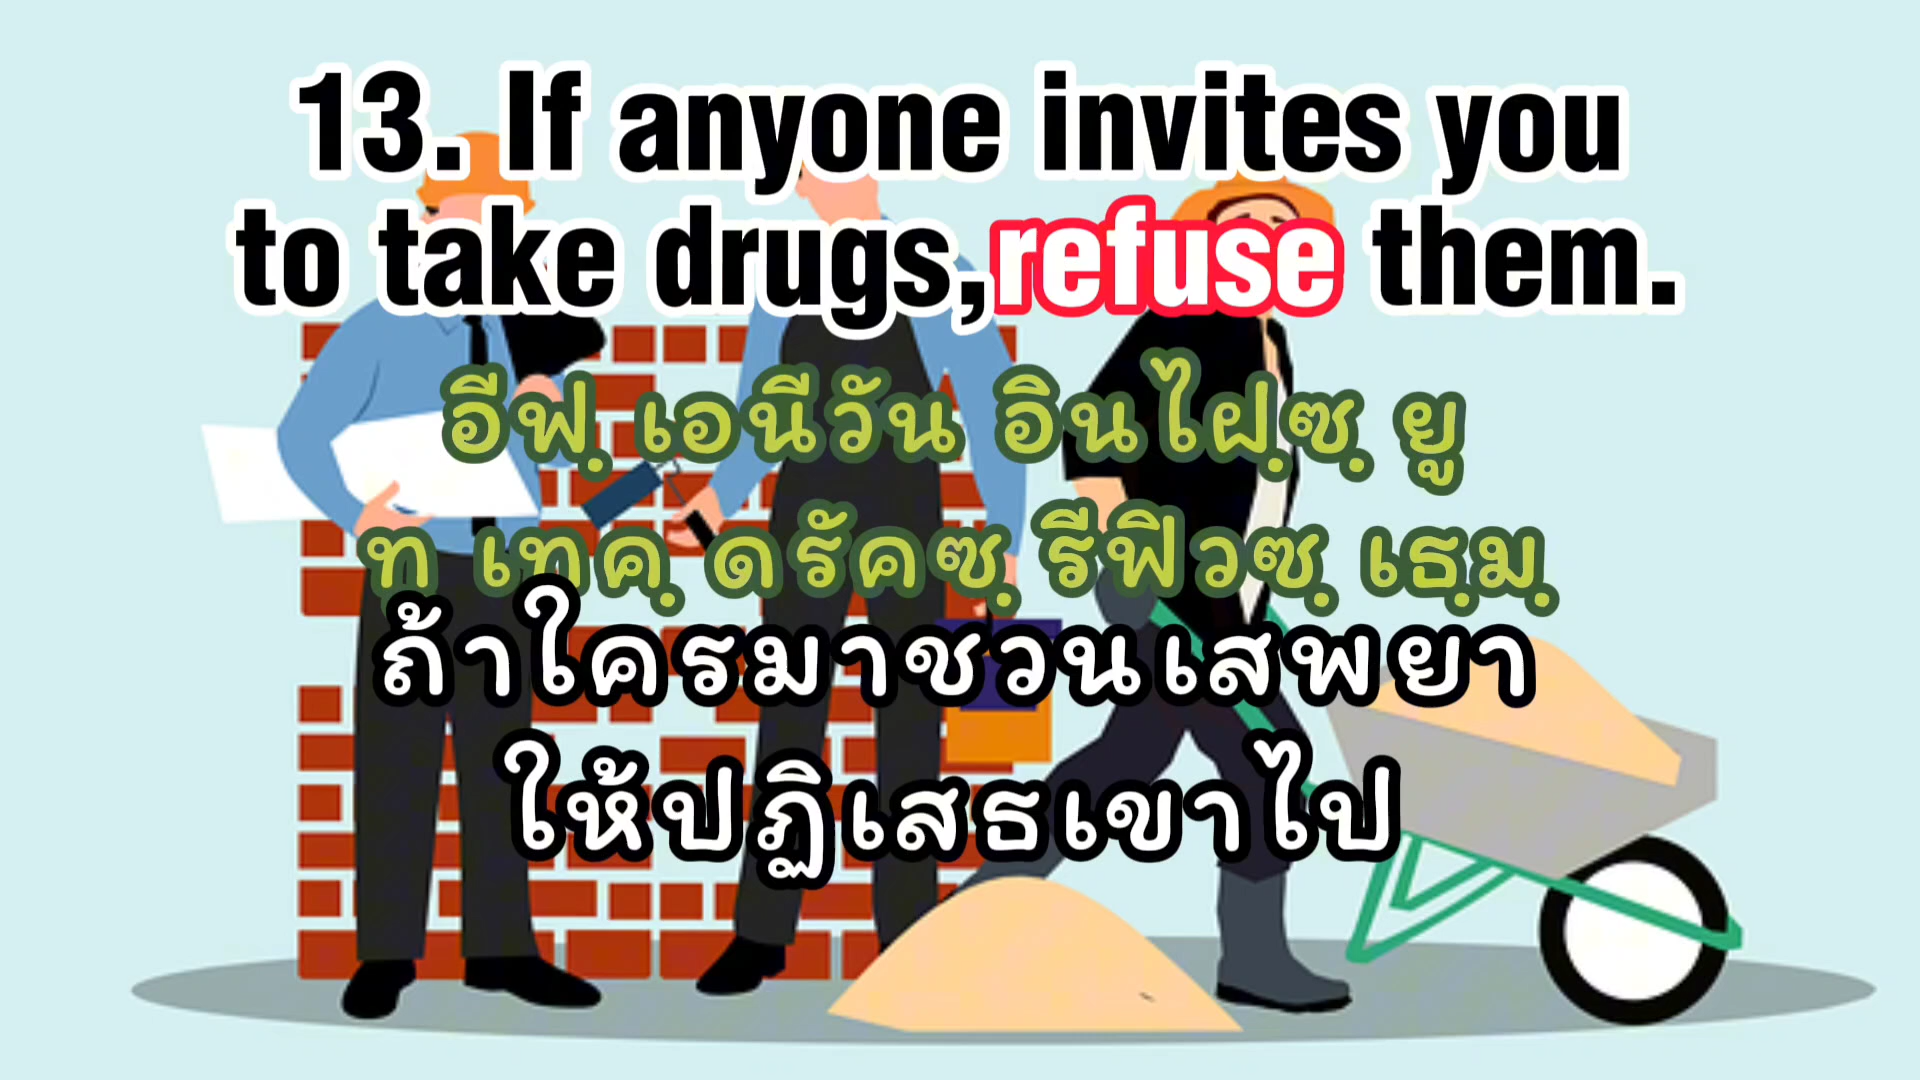 13. If anyone invites you
to take drugs,refuse them.
อีฟฺ เอนีวัน อินไฝฺซฺ ยู
ทุ เทคฺ ดรัคซฺ รีฟิวซฺ เธฺมฺ
ถ้าใครมาชวนเสพยา
ให้ปฏิเสธเขาไป